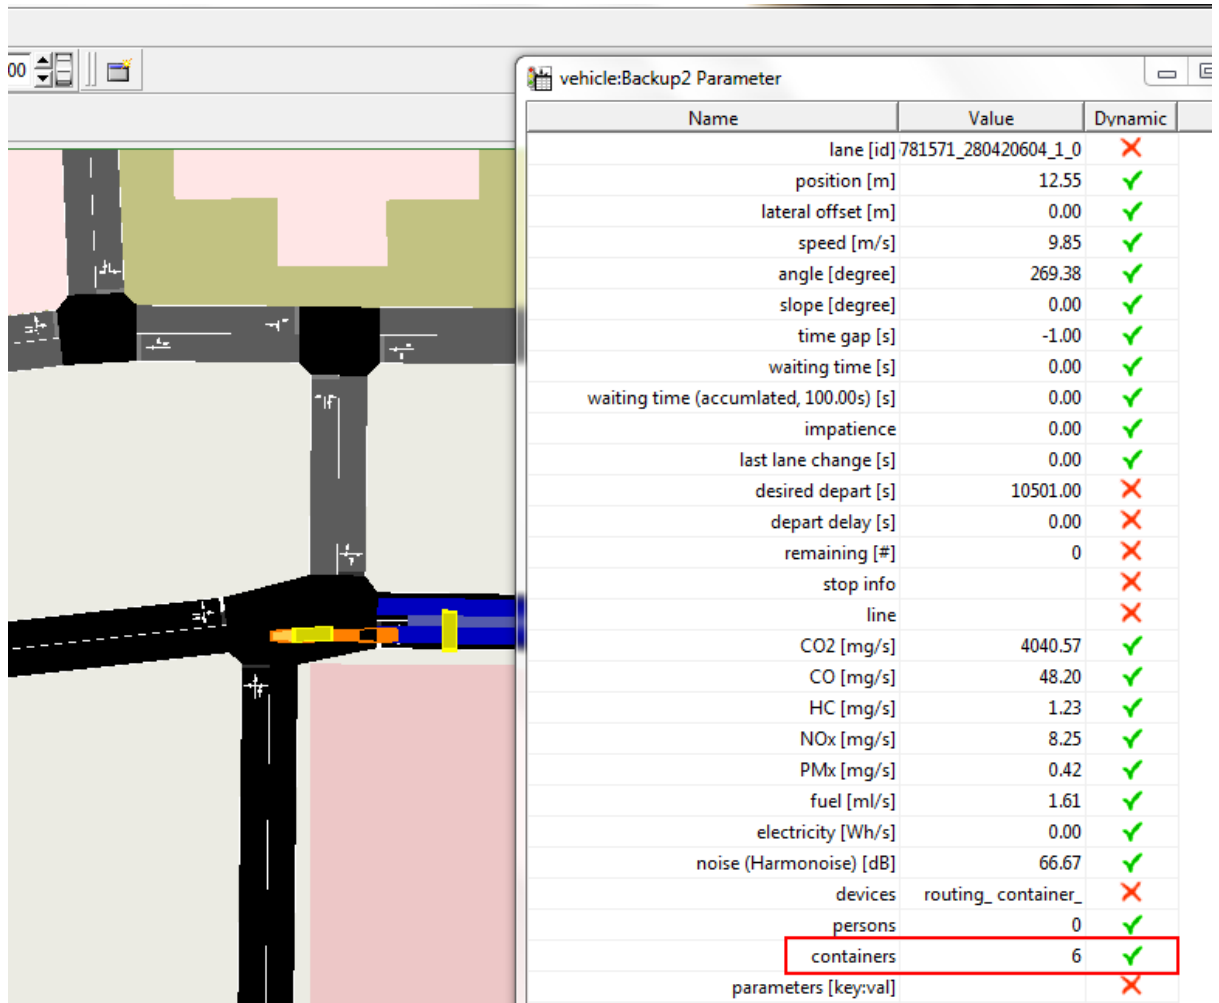 00
vehicle:Backup2 Parameter
Name Value Dynamic
lane [id] 781571_280420604_1_0
position [m] 12.55
lateral offset [m] 0.00
speed [m/s] 9.85
angle [degree] 269.38
slope [degree] 0.00
time gap [s] -1.00
waiting time [s] 0.00
waiting time (accumlated, 100.00s) [s] 0.00
impatience 0.00
last lane change [s] 0.00
desired depart [s] 10501.00
depart delay [s] 0.00
remaining [#] 0
stop info
line
CO2 [mg/s] 4040.57
CO [mg/s] 48.20
HC [mg/s] 1.23
NOx [mg/s] 8.25
PMx [mg/s] 0.42
fuel [ml/s] 1.61
electricity [Wh/s] 0.00
noise (Harmonoise) [dB] 66.67
devices routing_ container_
persons 0
containers 6
parameters [key:val]